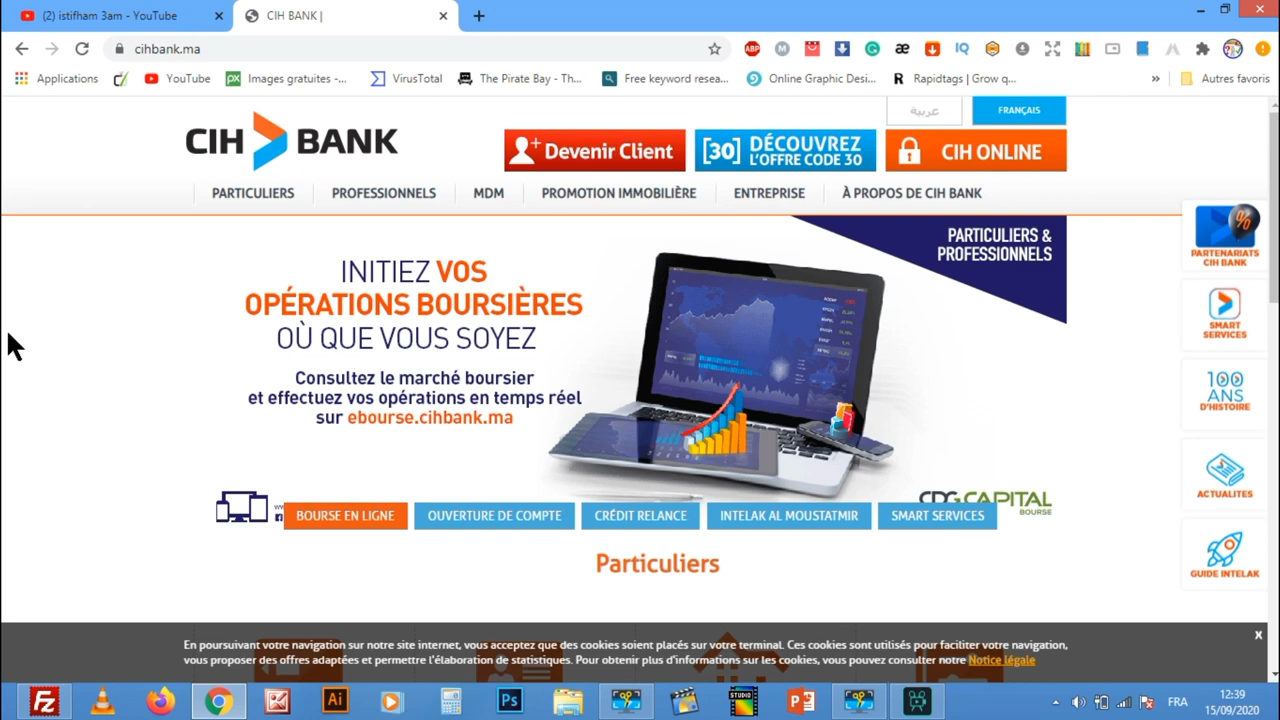 (2) istifham 3am - YouTube
CIH BANK |
cihbank.ma
ABP
IQ
Applications
YouTube
px
Images gratuites -...
VirusTotal
The Pirate Bay - Th...
Free keyword resea...
Online Graphic Desi...
Rapidtags | Grow q...
»
Autres favoris
عربية
FRANÇAIS
CIH BANK
Devenir Client
[30] DÉCOUVREZ
L'OFFRE CODE 30
CIH ONLINE
PARTICULIERS
PROFESSIONNELS
MDM
PROMOTION IMMOBILIÈRE
ENTREPRISE
À PROPOS DE CIH BANK
PARTICULIERS &
PROFESSIONNELS
INITIEZ VOS
OPÉRATIONS BOURSIÈRES
OÙ QUE VOUS SOYEZ
Consultez le marché boursier
et effectuez vos opérations en temps réel
sur ebourse.cihbank.ma
CDG CAPITAL
BOURSE
BOURSE EN LIGNE
OUVERTURE DE COMPTE
CRÉDIT RELANCE
INTELAK AL MOUSTATMIR
SMART SERVICES
%
PARTENARIATS
CIH BANK
SMART
SERVICES
100
ANS
D'HISTOIRE
ACTUALITES
GUIDE INTELAK
Particuliers
x
En poursuivant votre navigation sur notre site internet, vous acceptez que des cookies soient placés sur votre terminal. Ces cookies sont utilisés pour faciliter votre navigation,
vous proposer des offres adaptées et permettre l'élaboration de statistiques. Pour obtenir plus d'informations sur les cookies, vous pouvez consulter notre Notice légale
Fz
Ai
Ps
STUDIO
FRA
12:39
15/09/2020